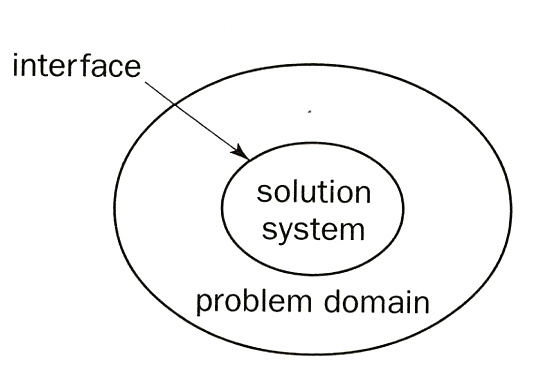 interface
solution
system
problem domain